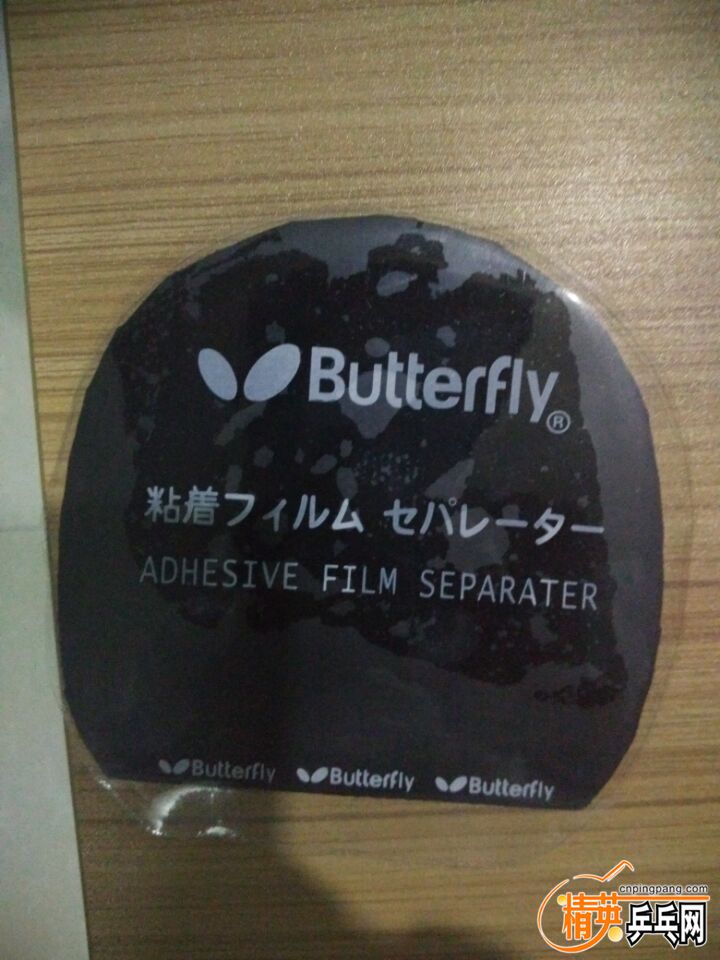 Butterfly®
粘着フィルム セパレーター
ADHESIVE FILM SEPARATER
Butterfly Butterfly Butterfly
cnpingpang.com
精英乒乓网